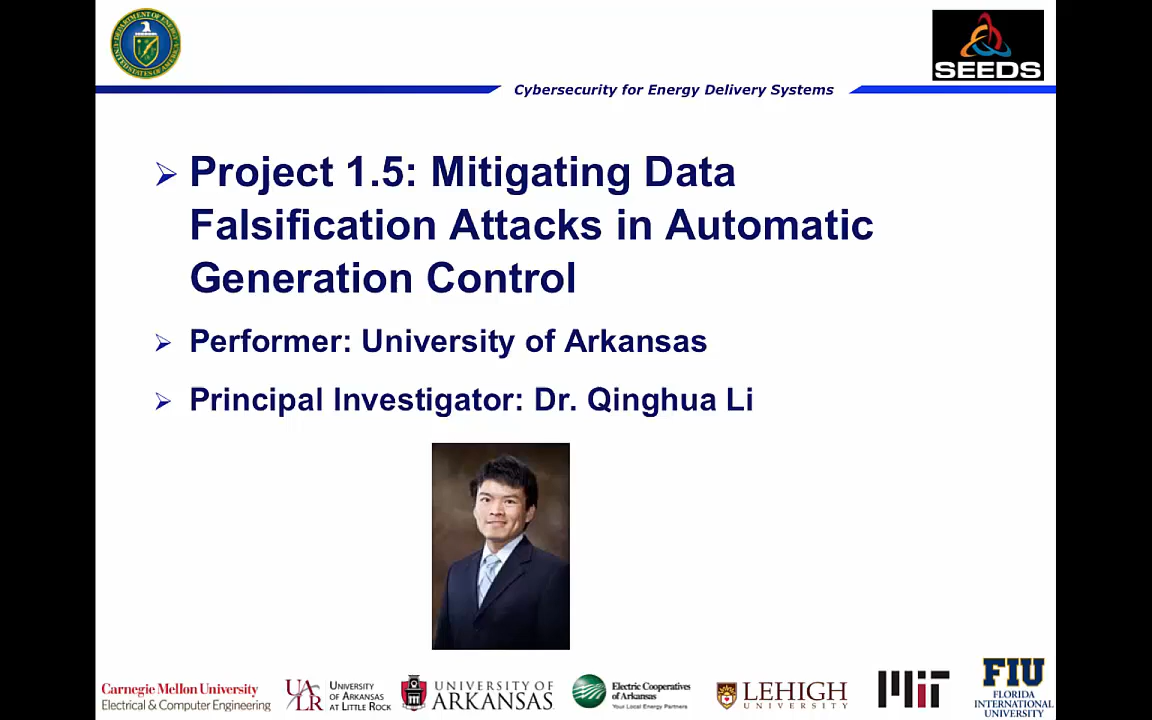 SEEDS
Cybersecurity for Energy Delivery Systems
➢ Project 1.5: Mitigating Data
Falsification Attacks in Automatic
Generation Control
➢ Performer: University of Arkansas
➢ Principal Investigator: Dr. Qinghua Li
Carnegie Mellon University
Electrical & Computer Engineering
UA
LR
UNIVERSITY
OF ARKANSAS
AT LITTLE ROCK
UNIVERSITY OF
ARKANSAS
Electric Cooperatives
of Arkansas
Your Local Energy Partners
LEHIGH
UNIVERSITY
MIT
FIU
FLORIDA
INTERNATIONAL
UNIVERSITY